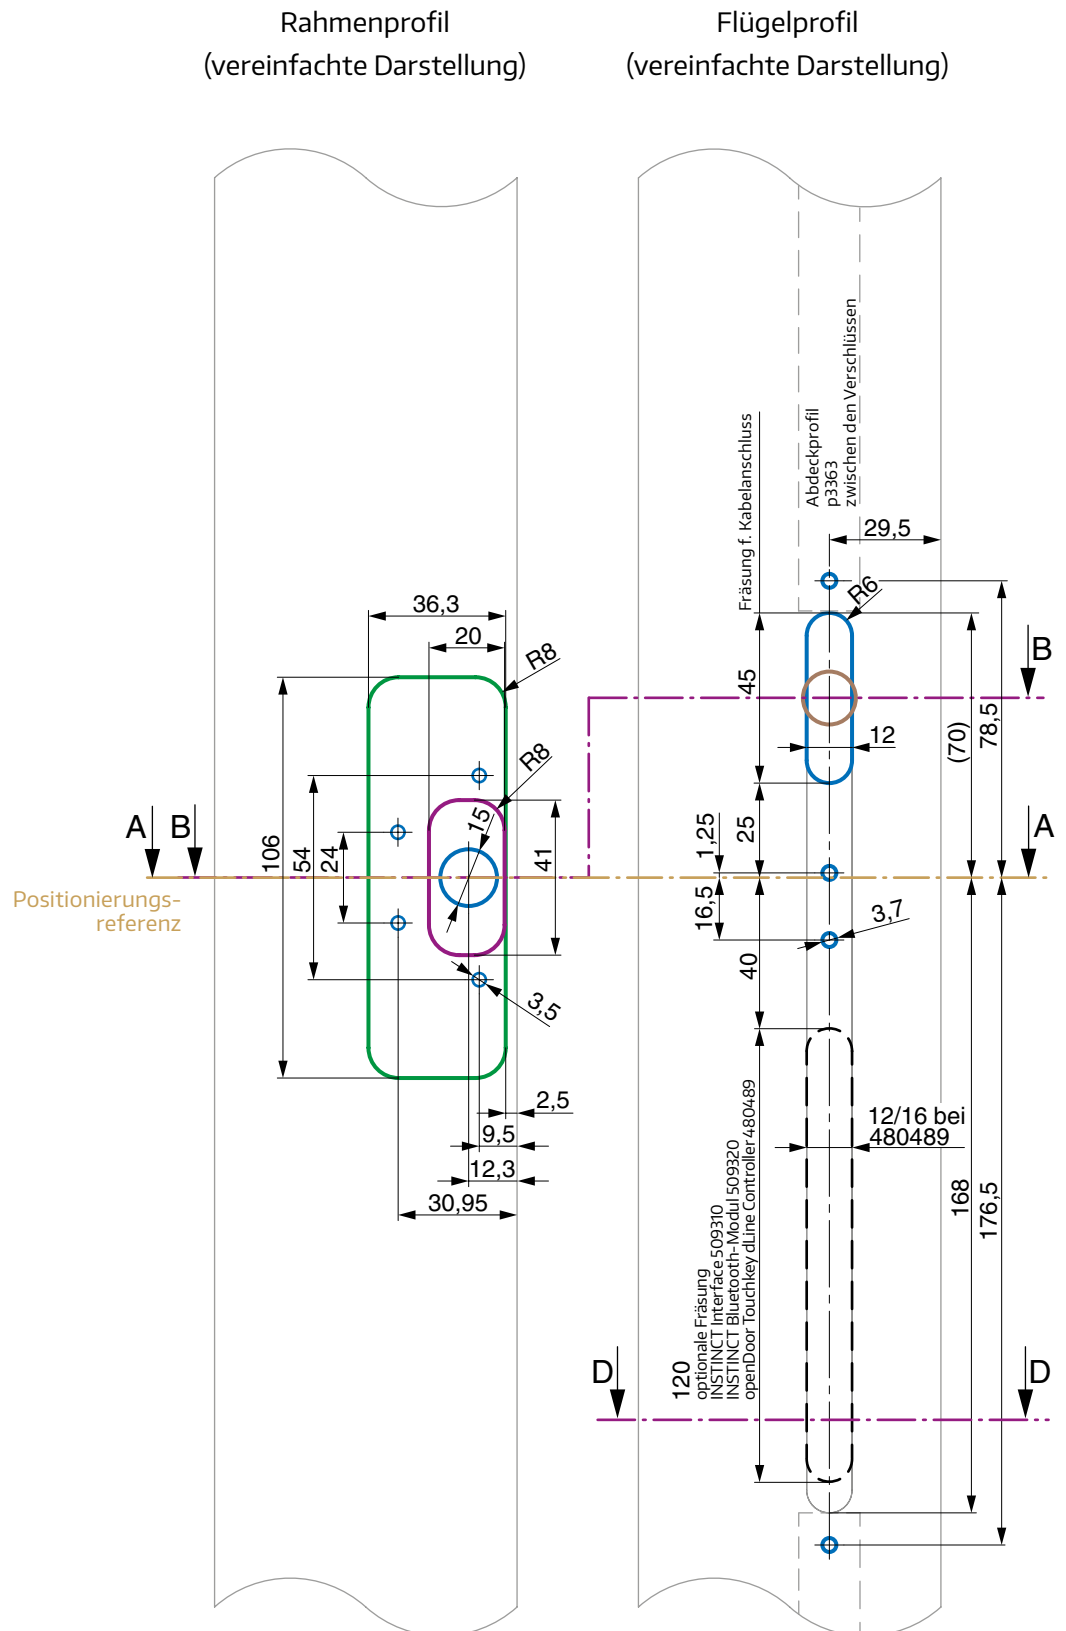 Rahmenprofil
(vereinfachte Darstellung)
Flügelprofil
(vereinfachte Darstellung)
Fräsung f. Kabelanschluss
Abdeckprofil
p3363
zwischen den Verschlüssen
29,5
R6
36,3
20
R8
R8
15
106
54
24
41
3,5
2,5
9,5
12,3
30,95
A
B
Positionierungs-
referenz
B
A
45
12
(70)
78,5
1,25
25
16,5
3,7
40
12/16 bei
480489
168
176,5
120
optionale Fräsung
INSTINCT Interface 509310
INSTINCT Bluetooth-Modul 509320
openDoor Touchkey dLine Controller 480489
D
D